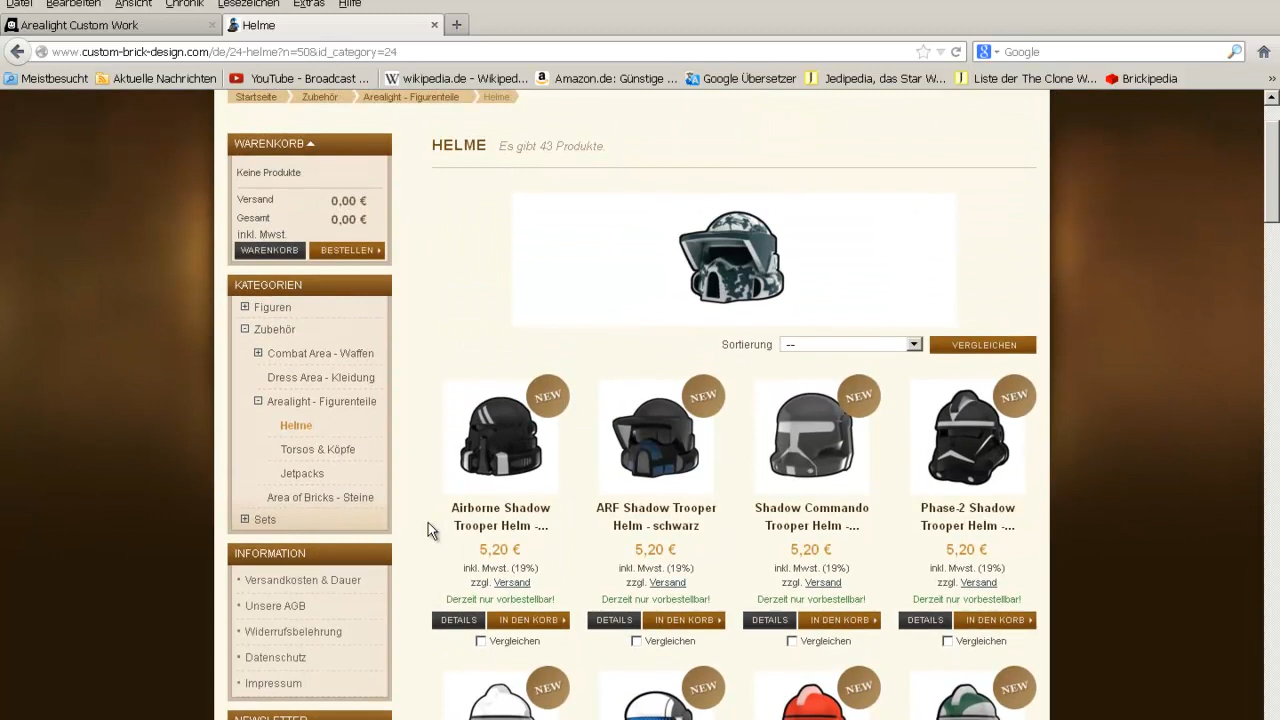 Datei Bearbeiten Ansicht Chronik Lesezeichen Extras Hilfe
Arealight Custom Work × Helme × +
www.custom-brick-design.com/de/24-helme?n=50&id_category=24 Google
Meistbesucht Aktuelle Nachrichten YouTube - Broadcast ... wikipedia.de - Wikiped... Amazon.de: Günstige ... Google Übersetzer Jedipedia, das Star W... Liste der The Clone W... Brickipedia »
Startseite Zubehör Arealight - Figurenteile Helme
WARENKORB
Keine Produkte
Versand 0,00 €
Gesamt 0,00 €
inkl. Mwst.
WARENKORB BESTELLEN
KATEGORIEN
Figuren
Zubehör
Combat Area - Waffen
Dress Area - Kleidung
Arealight - Figurenteile
Helme
Torsos & Köpfe
Jetpacks
Area of Bricks - Steine
Sets
INFORMATION
Versandkosten & Dauer
Unsere AGB
Widerrufsbelehrung
Datenschutz
Impressum
NEWSLETTER
HELME Es gibt 43 Produkte.
Sortierung -- VERGLEICHEN
NEW NEW NEW NEW
Airborne Shadow Trooper Helm -...
5,20 €
inkl. Mwst. (19%)
zzgl. Versand
Derzeit nur vorbestellbar!
DETAILS IN DEN KORB
Vergleichen
ARF Shadow Trooper Helm - schwarz
5,20 €
inkl. Mwst. (19%)
zzgl. Versand
Derzeit nur vorbestellbar!
DETAILS IN DEN KORB
Vergleichen
Shadow Commando Trooper Helm -...
5,20 €
inkl. Mwst. (19%)
zzgl. Versand
Derzeit nur vorbestellbar!
DETAILS IN DEN KORB
Vergleichen
Phase-2 Shadow Trooper Helm -...
5,20 €
inkl. Mwst. (19%)
zzgl. Versand
Derzeit nur vorbestellbar!
DETAILS IN DEN KORB
Vergleichen
NEW NEW NEW NEW